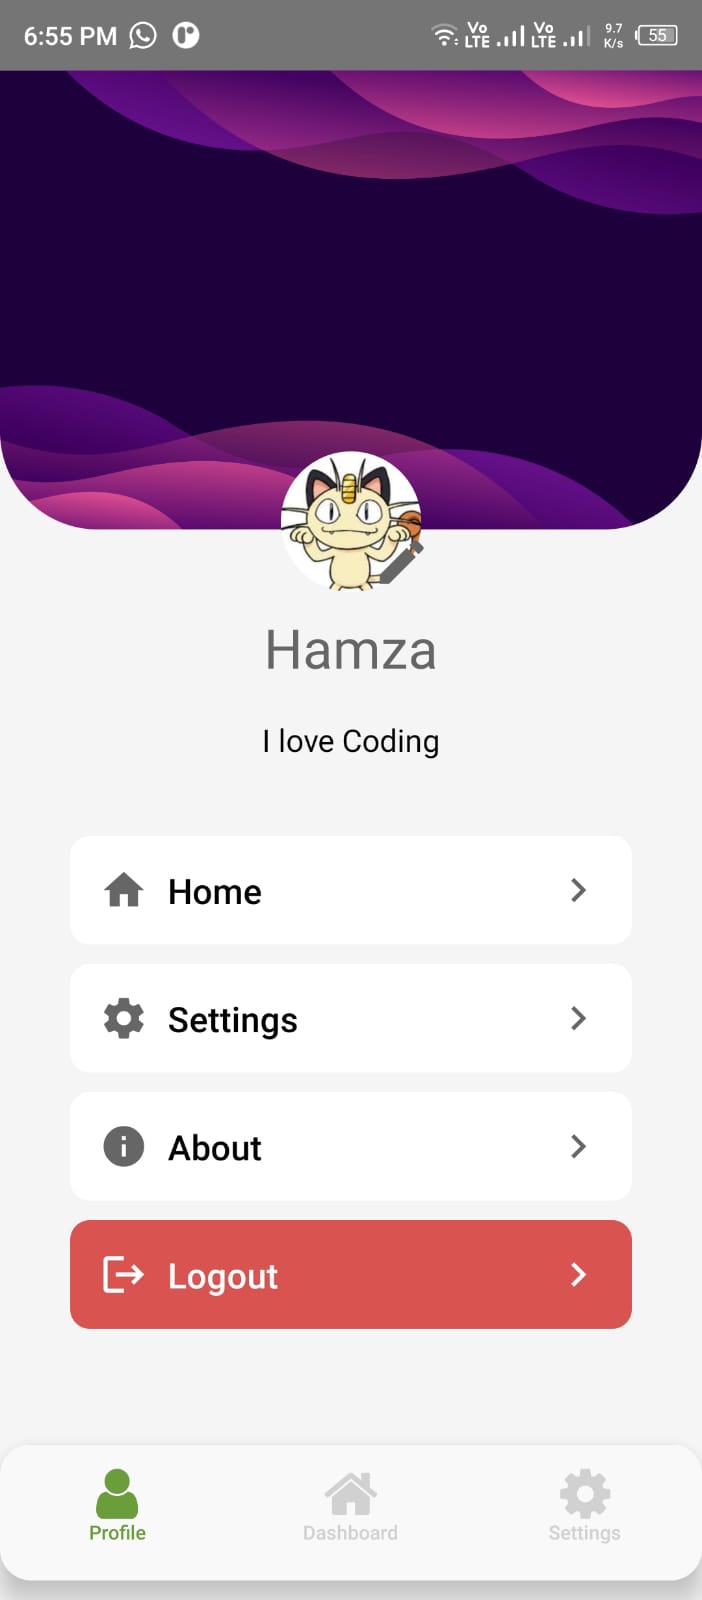 6:55 PM Vo LTE Vo LTE 9.7 K/s 55
Hamza
I love Coding
Home
Settings
About
Logout
Profile Dashboard Settings